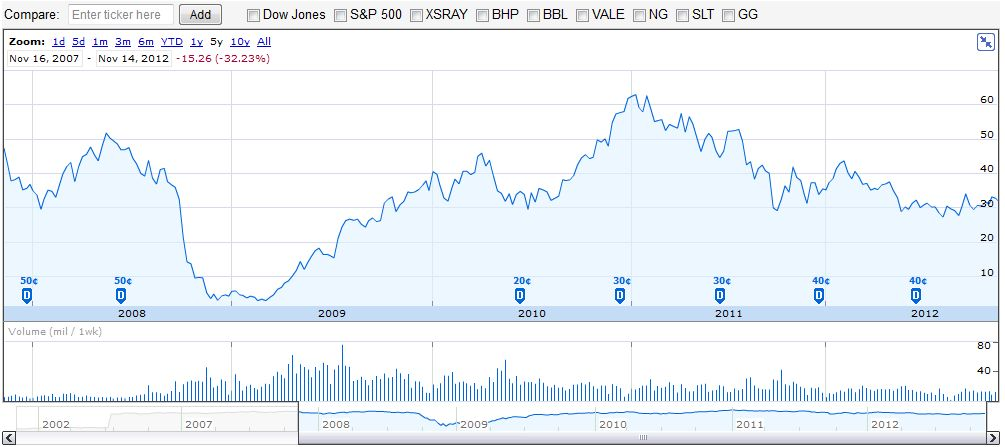 Compare: Enter ticker here Add Dow Jones S&P 500 XSRAY BHP BBL VALE NG SLT GG
Zoom: 1d 5d 1m 3m 6m YTD 1y 5y 10y All
Nov 16, 2007 - Nov 14, 2012 -15.26 (-32.23%)
60
50
40
30
20
10
50¢ 50¢ 20¢ 30¢ 30¢ 40¢ 40¢
D D D D D D D
2008 2009 2010 2011 2012
Volume (mil / 1wk)
80
40
2002 2007 2008 2009 2010 2011 2012